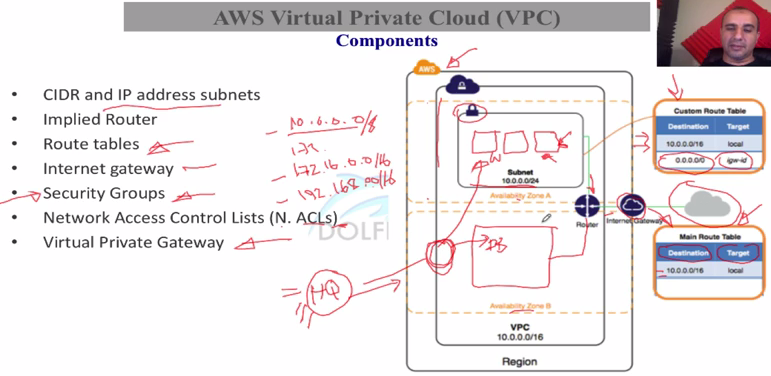 AWS Virtual Private Cloud (VPC)
Components
CIDR and IP address subnets
Implied Router
Route tables
Internet gateway
Security Groups
Network Access Control Lists (N. ACLs)
Virtual Private Gateway
10.0.0.0/8
172.16.0.0/16
192.168.00/16
HQ
DOLF
AWS
Subnet
10.0.0.0/24
Availability Zone A
DB
Availability Zone B
VPC
10.0.0.0/16
Region
Router
Internet Gateway
Custom Route Table
Destination Target
10.0.0.0/16 local
0.0.0.0/0 igw-id
Main Route Table
Destination Target
10.0.0.0/16 local